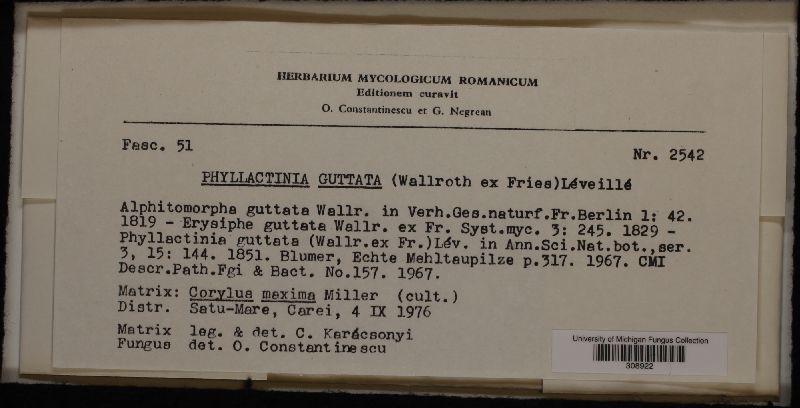 HERBARIUM MYCOLOGICUM ROMANICUM
Editionem curavit
O. Constantinescu et G. Negrean
Fasc. 51
Nr. 2542
PHYLLACTINIA GUTTATA (Wallroth ex Fries)Léveillé
Alphitomorpha guttata Wallr. in Verh.Ges.naturf.Fr.Berlin 1: 42.
1819 - Erysiphe guttata Wallr. ex Fr. Syst.myc. 3: 245. 1829 -
Phyllactinia guttata (Wallr.ex Fr.)Lév. in Ann.Sci.Nat.bot.,ser.
3, 15: 144. 1851. Blumer, Echte Mehltaupilze p.317. 1967. CMI
Descr.Path.Fgi & Bact. No.157. 1967.
Matrix: Corylus maxima Miller (cult.)
Distr. Satu-Mare, Carei, 4 IX 1976
Matrix leg. & det. C. Karácsonyi
Fungus det. O. Constantinescu
University of Michigan Fungus Collection
308922